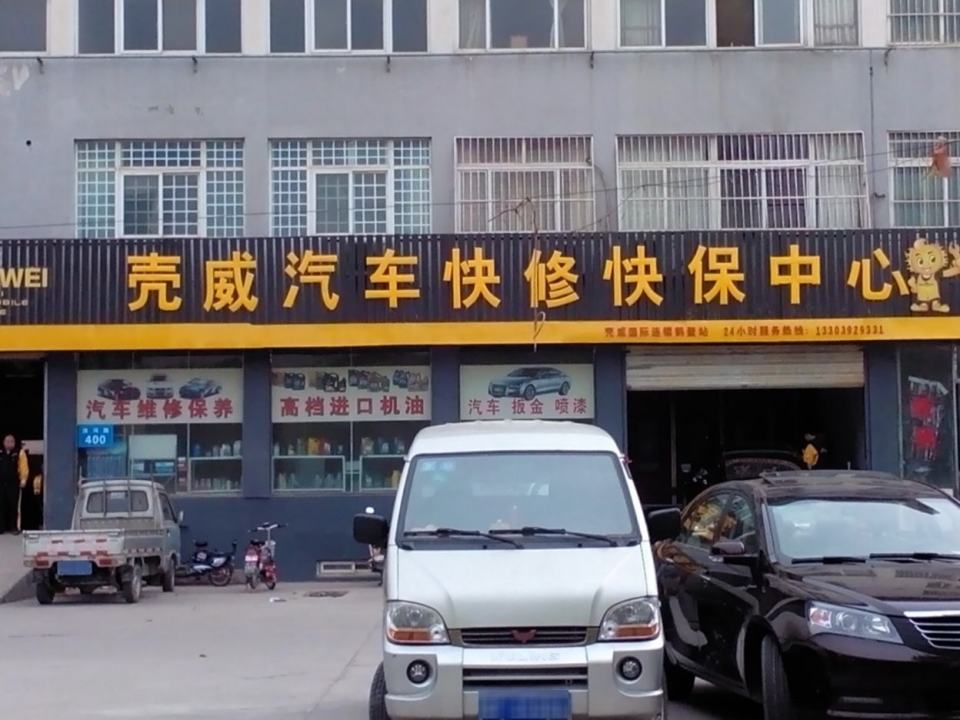 WEI
壳威汽车快修快保中心
壳威国际连锁鹤壁站 24小时服务热线：13303929331
汽车维修保养
高档进口机油
汽车 扳金 喷漆
400